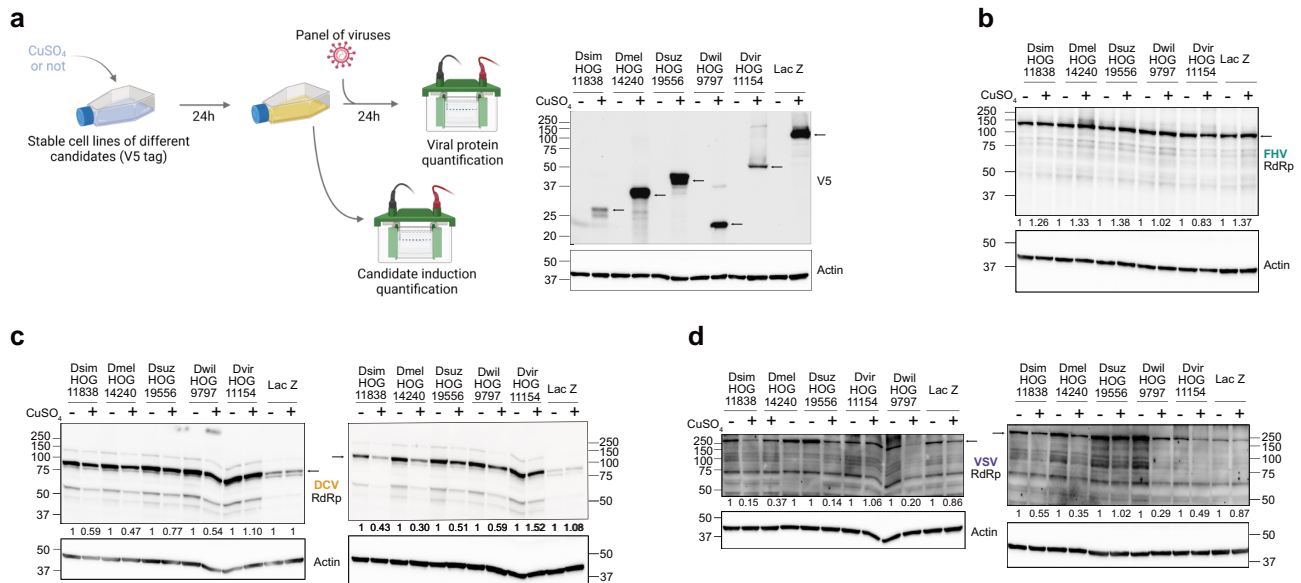 a
CuSO4
or not
Stable cell lines of different
candidates (V5 tag)
24h
Panel of viruses
24h
Viral protein
quantification
Candidate induction
quantification
Dsim Dmel Dsuz Dwil Dvir
HOG HOG HOG HOG HOG Lac Z
11838 14240 19556 9797 11154
CuSO4 - + - + - + - + - + - +
250
150
100
75
37
25
20
V5
50
37
Actin
b
Dsim Dmel Dsuz Dwil Dvir
HOG HOG HOG HOG HOG Lac Z
11838 14240 19556 9797 11154
CuSO4 - + - + - + - + - + - +
250
150
100
75
50
37
FHV
RdRp
1 1.26 1 1.33 1 1.38 1 1.02 1 0.83 1 1.37
50
37
Actin
c
Dsim Dmel Dsuz Dwil Dvir
HOG HOG HOG HOG HOG Lac Z
11838 14240 19556 9797 11154
CuSO4 - + - + - + - + - + - +
250
150
100
75
50
37
DCV
RdRp
1 0.59 1 0.47 1 0.77 1 0.54 1 1.10 1 1
50
37
Actin
Dsim Dmel Dsuz Dwil Dvir
HOG HOG HOG HOG HOG Lac Z
11838 14240 19556 9797 11154
- + - + - + - + - + - +
250
150
100
75
50
37
1 0.43 1 0.30 1 0.51 1 0.59 1 1.52 1 1.08
50
37
d
Dsim Dmel Dsuz Dvir Dwil
HOG HOG HOG HOG HOG Lac Z
11838 14240 19556 11154 9797
CuSO4 - + - + - + - + - + - +
250
150
100
75
50
VSV
RdRp
1 0.15 1 0.37 1 0.14 1 1.06 1 0.20 1 0.86
50
37
Actin
Dsim Dmel Dsuz Dwil Dvir
HOG HOG HOG HOG HOG Lac Z
11838 14240 19556 9797 11154
- + - + - + - + - + - +
250
150
100
75
50
1 0.55 1 0.35 1 1.02 1 0.29 1 0.49 1 0.87
50
37